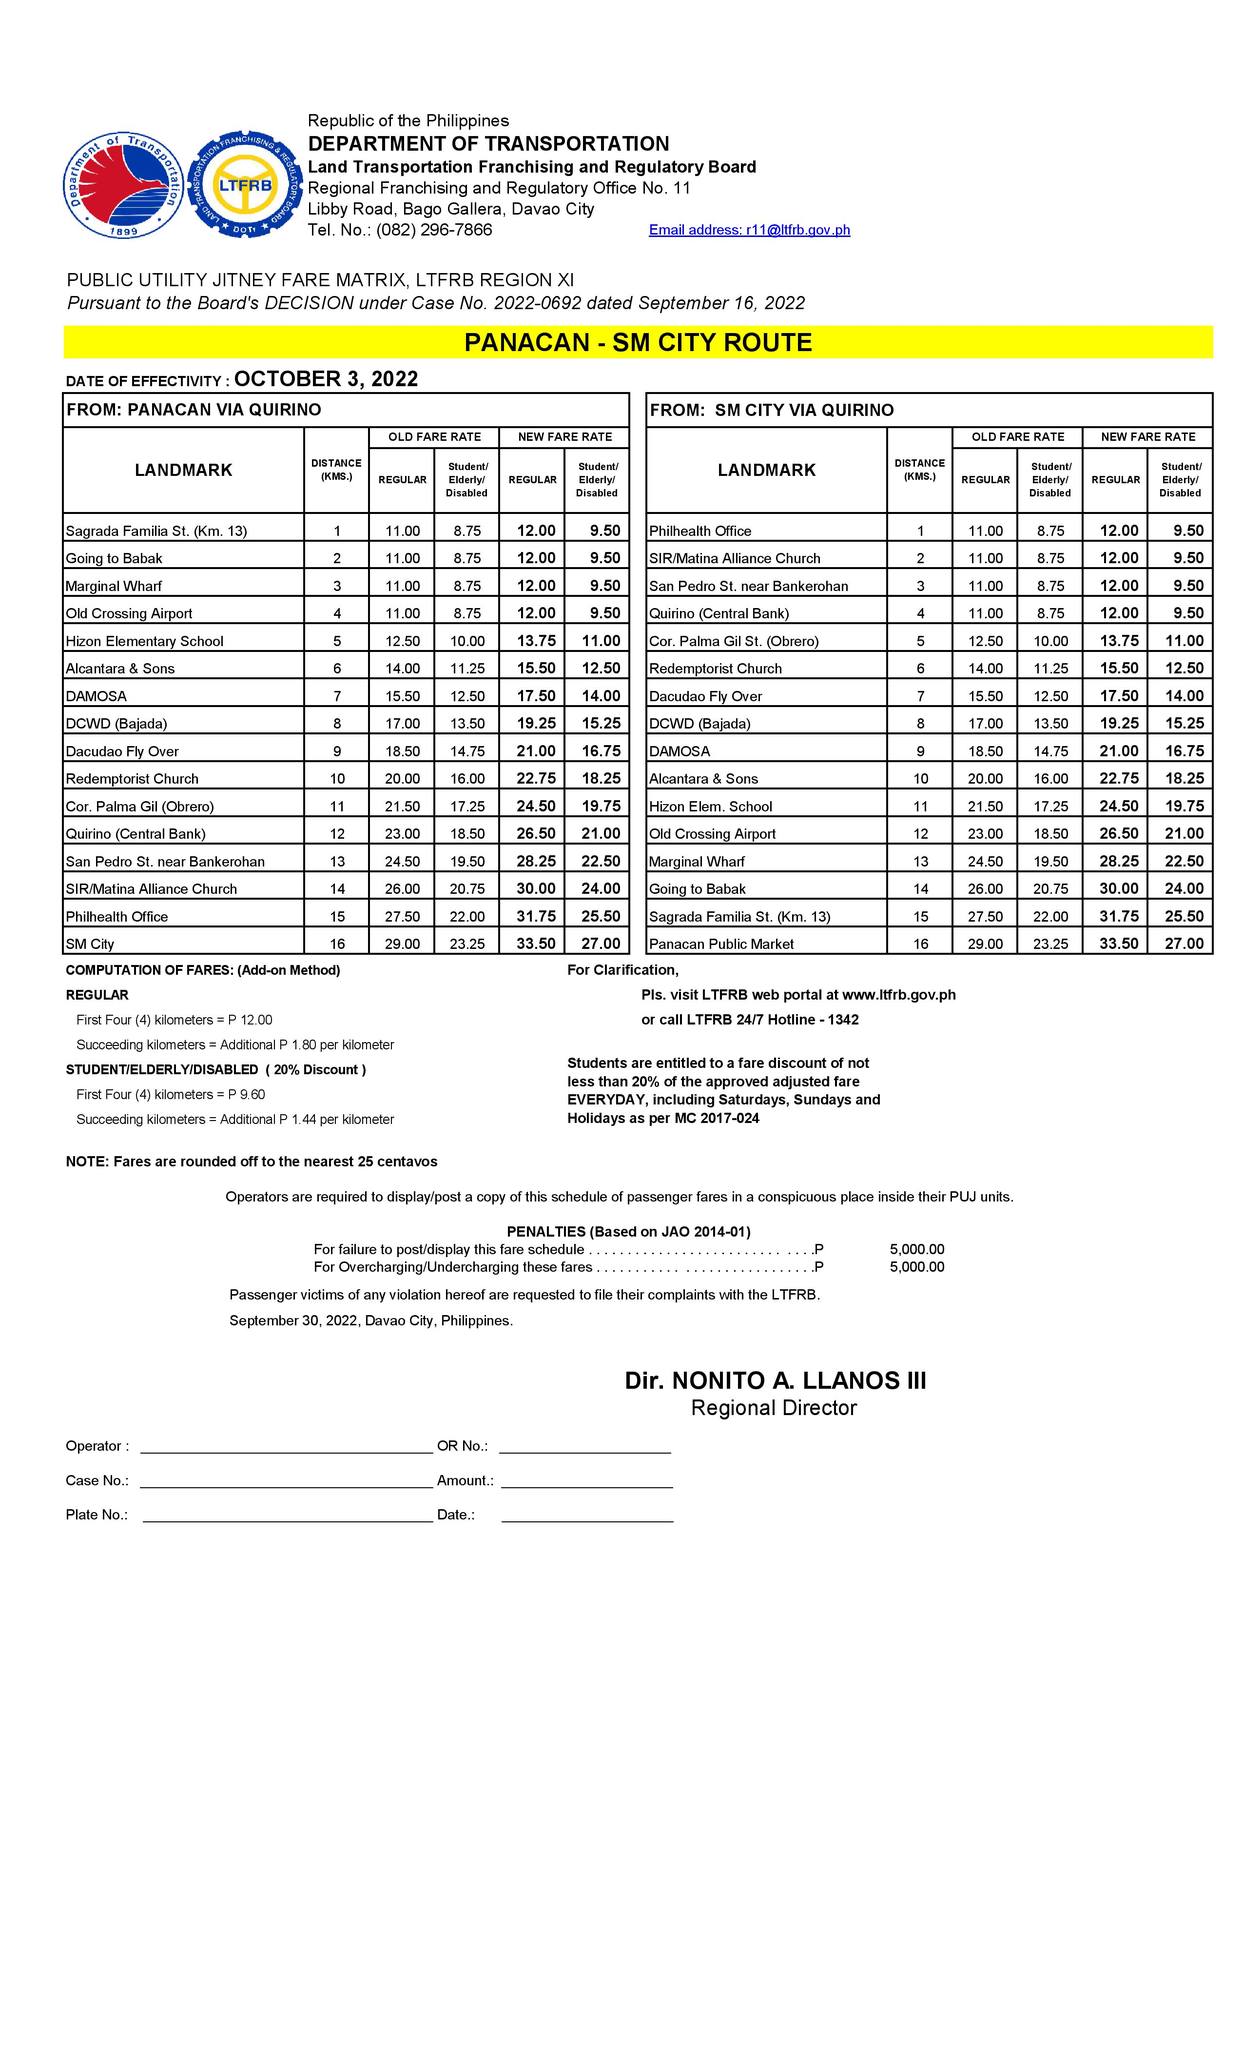 Republic of the Philippines
DEPARTMENT OF TRANSPORTATION
Land Transportation Franchising and Regulatory Board
Regional Franchising and Regulatory Office No. 11
Libby Road, Bago Gallera, Davao City
Tel. No.: (082) 296-7866 Email address: r11@ltfrb.gov.ph
Department of Transportation
1899
LAND TRANSPORTATION FRANCHISING & REGULATORY BOARD
LTFRB
DOTr
PUBLIC UTILITY JITNEY FARE MATRIX, LTFRB REGION XI
Pursuant to the Board's DECISION under Case No. 2022-0692 dated September 16, 2022
PANACAN - SM CITY ROUTE
DATE OF EFFECTIVITY : OCTOBER 3, 2022
FROM: PANACAN VIA QUIRINO
LANDMARK DISTANCE (KMS.) OLD FARE RATE NEW FARE RATE
REGULAR Student/ Elderly/ Disabled REGULAR Student/ Elderly/ Disabled
Sagrada Familia St. (Km. 13) 1 11.00 8.75 12.00 9.50
Going to Babak 2 11.00 8.75 12.00 9.50
Marginal Wharf 3 11.00 8.75 12.00 9.50
Old Crossing Airport 4 11.00 8.75 12.00 9.50
Hizon Elementary School 5 12.50 10.00 13.75 11.00
Alcantara & Sons 6 14.00 11.25 15.50 12.50
DAMOSA 7 15.50 12.50 17.50 14.00
DCWD (Bajada) 8 17.00 13.50 19.25 15.25
Dacudao Fly Over 9 18.50 14.75 21.00 16.75
Redemptorist Church 10 20.00 16.00 22.75 18.25
Cor. Palma Gil (Obrero) 11 21.50 17.25 24.50 19.75
Quirino (Central Bank) 12 23.00 18.50 26.50 21.00
San Pedro St. near Bankerohan 13 24.50 19.50 28.25 22.50
SIR/Matina Alliance Church 14 26.00 20.75 30.00 24.00
Philhealth Office 15 27.50 22.00 31.75 25.50
SM City 16 29.00 23.25 33.50 27.00
FROM: SM CITY VIA QUIRINO
LANDMARK DISTANCE (KMS.) OLD FARE RATE NEW FARE RATE
REGULAR Student/ Elderly/ Disabled REGULAR Student/ Elderly/ Disabled
Philhealth Office 1 11.00 8.75 12.00 9.50
SIR/Matina Alliance Church 2 11.00 8.75 12.00 9.50
San Pedro St. near Bankerohan 3 11.00 8.75 12.00 9.50
Quirino (Central Bank) 4 11.00 8.75 12.00 9.50
Cor. Palma Gil St. (Obrero) 5 12.50 10.00 13.75 11.00
Redemptorist Church 6 14.00 11.25 15.50 12.50
Dacudao Fly Over 7 15.50 12.50 17.50 14.00
DCWD (Bajada) 8 17.00 13.50 19.25 15.25
DAMOSA 9 18.50 14.75 21.00 16.75
Alcantara & Sons 10 20.00 16.00 22.75 18.25
Hizon Elem. School 11 21.50 17.25 24.50 19.75
Old Crossing Airport 12 23.00 18.50 26.50 21.00
Marginal Wharf 13 24.50 19.50 28.25 22.50
Going to Babak 14 26.00 20.75 30.00 24.00
Sagrada Familia St. (Km. 13) 15 27.50 22.00 31.75 25.50
Panacan Public Market 16 29.00 23.25 33.50 27.00
COMPUTATION OF FARES: (Add-on Method)
REGULAR
First Four (4) kilometers = P 12.00
Succeeding kilometers = Additional P 1.80 per kilometer
STUDENT/ELDERLY/DISABLED ( 20% Discount )
First Four (4) kilometers = P 9.60
Succeeding kilometers = Additional P 1.44 per kilometer
For Clarification,
Pls. visit LTFRB web portal at www.ltfrb.gov.ph
or call LTFRB 24/7 Hotline - 1342
Students are entitled to a fare discount of not
less than 20% of the approved adjusted fare
EVERYDAY, including Saturdays, Sundays and
Holidays as per MC 2017-024
NOTE: Fares are rounded off to the nearest 25 centavos
Operators are required to display/post a copy of this schedule of passenger fares in a conspicuous place inside their PUJ units.
PENALTIES (Based on JAO 2014-01)
For failure to post/display this fare schedule . . . . . . . . . . . . . . . . . . . . . . . . . . . . .P 5,000.00
For Overcharging/Undercharging these fares . . . . . . . . . . . . . . . . . . . . . . . . . . . .P 5,000.00
Passenger victims of any violation hereof are requested to file their complaints with the LTFRB.
September 30, 2022, Davao City, Philippines.
Dir. NONITO A. LLANOS III
Regional Director
Operator : OR No.:
Case No.: Amount.:
Plate No.: Date.: